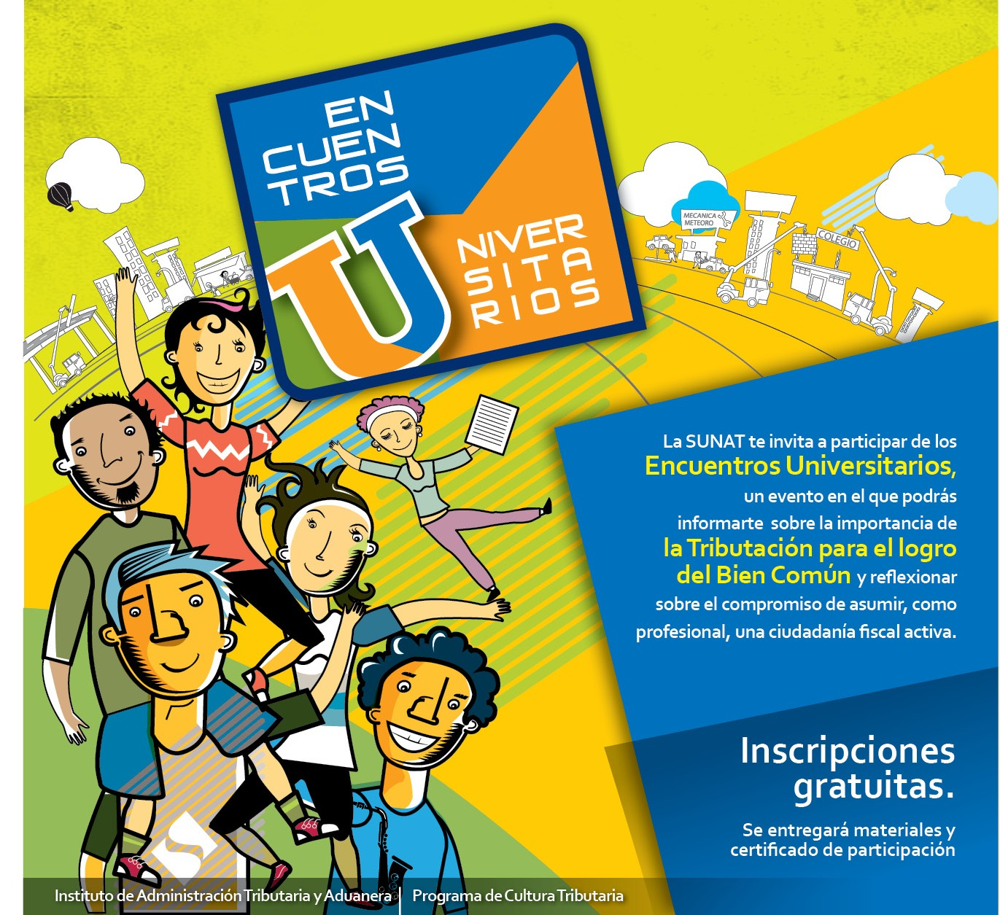 EN
CUEN
TROS
U
NIVER
SITA
RIOS
MECANICA
METEORO
COLEGIO
La SUNAT te invita a participar de los
Encuentros Universitarios,
un evento en el que podrás
informarte sobre la importancia de
la Tributación para el logro
del Bien Común y reflexionar
sobre el compromiso de asumir, como
profesional, una ciudadanía fiscal activa.
Inscripciones
gratuitas.
Se entregará materiales y
certificado de participación
S
Instituto de Administración Tributaria y Aduanera | Programa de Cultura Tributaria